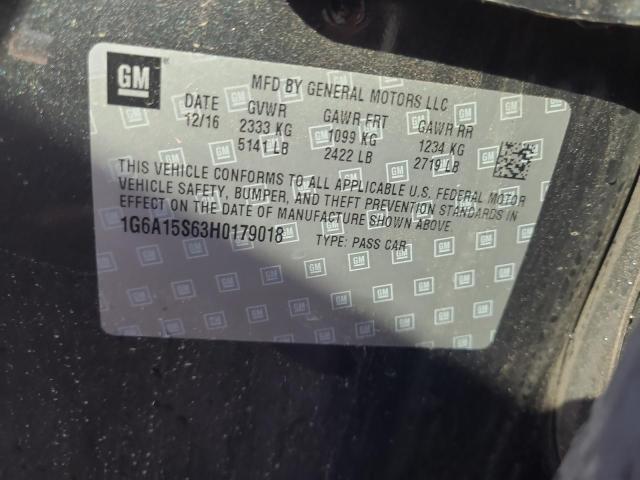 GM
MFD BY GENERAL MOTORS LLC
DATE GVWR GAWR FRT GAWR RR
12/16 2333 KG 1099 KG 1234 KG
5141 LB 2422 LB 2719 LB
THIS VEHICLE CONFORMS TO ALL APPLICABLE U.S. FEDERAL MOTOR
VEHICLE SAFETY, BUMPER, AND THEFT PREVENTION STANDARDS IN
EFFECT ON THE DATE OF MANUFACTURE SHOWN ABOVE.
1G6A15S63H0179018 TYPE: PASS CAR